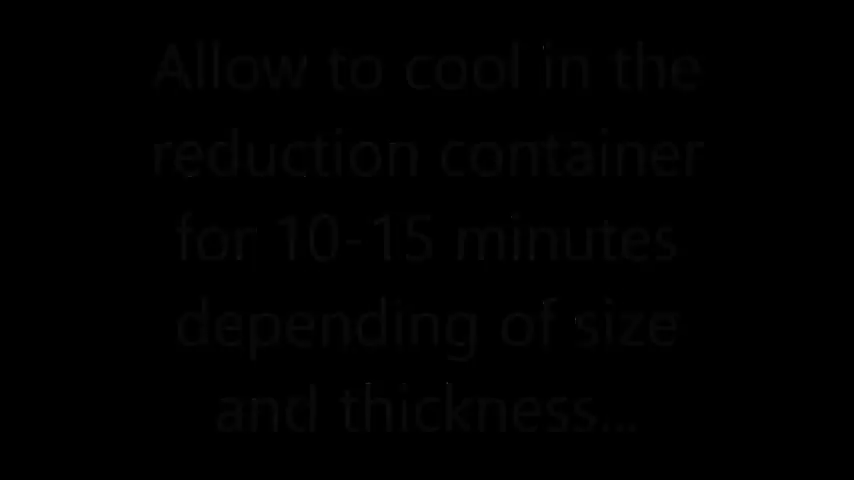 Allow to cool in the
reduction container
for 10-15 minutes
depending of size
and thickness...